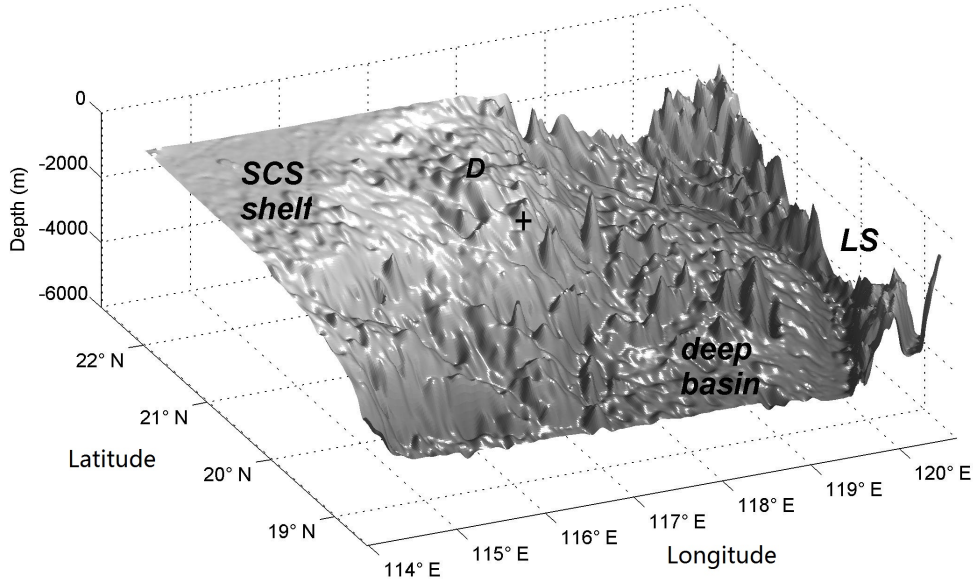 0
-2000
-4000
-6000
Depth (m)
SCS
shelf
D
+
LS
deep
basin
22° N
21° N
20° N
19° N
Latitude
114° E
115° E
116° E
117° E
118° E
119° E
120° E
Longitude